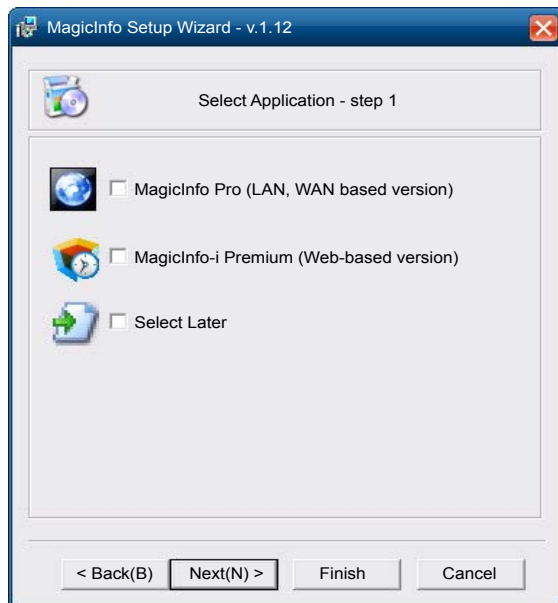 MagicInfo Setup Wizard - v.1.12
Select Application - step 1
MagicInfo Pro (LAN, WAN based version)
MagicInfo-i Premium (Web-based version)
Select Later
< Back(B) Next(N) > Finish Cancel